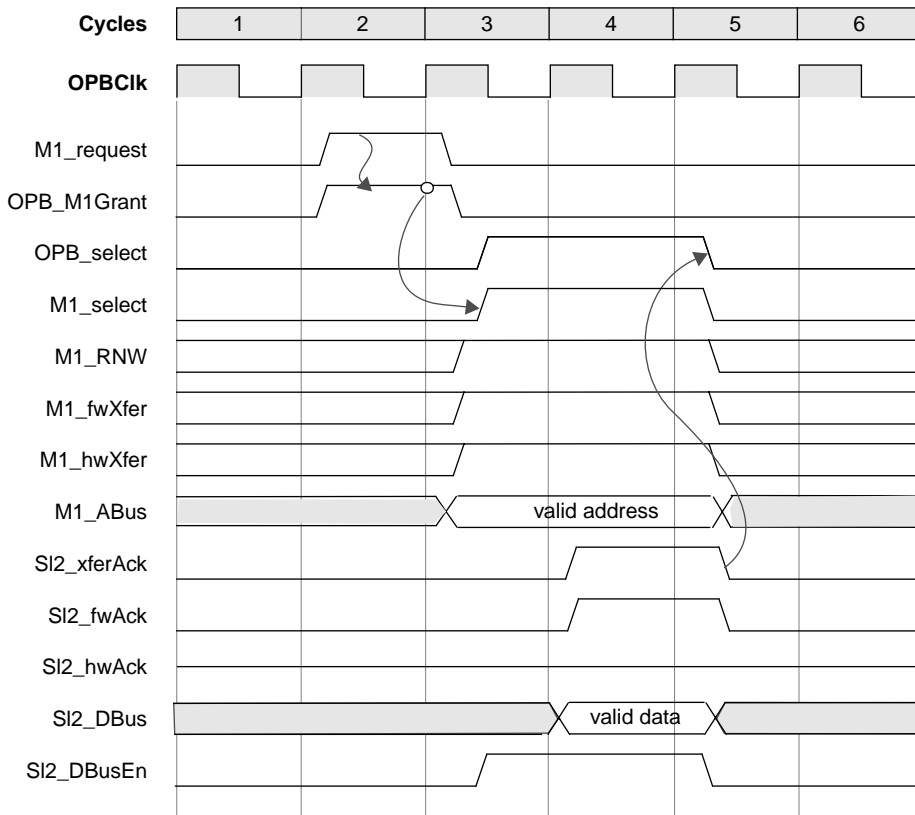 Cycles 1 2 3 4 5 6
OPBClk
M1_request
OPB_M1Grant
OPB_select
M1_select
M1_RNW
M1_fwXfer
M1_hwXfer
M1_ABus valid address
Sl2_xferAck
Sl2_fwAck
Sl2_hwAck
Sl2_DBus valid data
Sl2_DBusEn